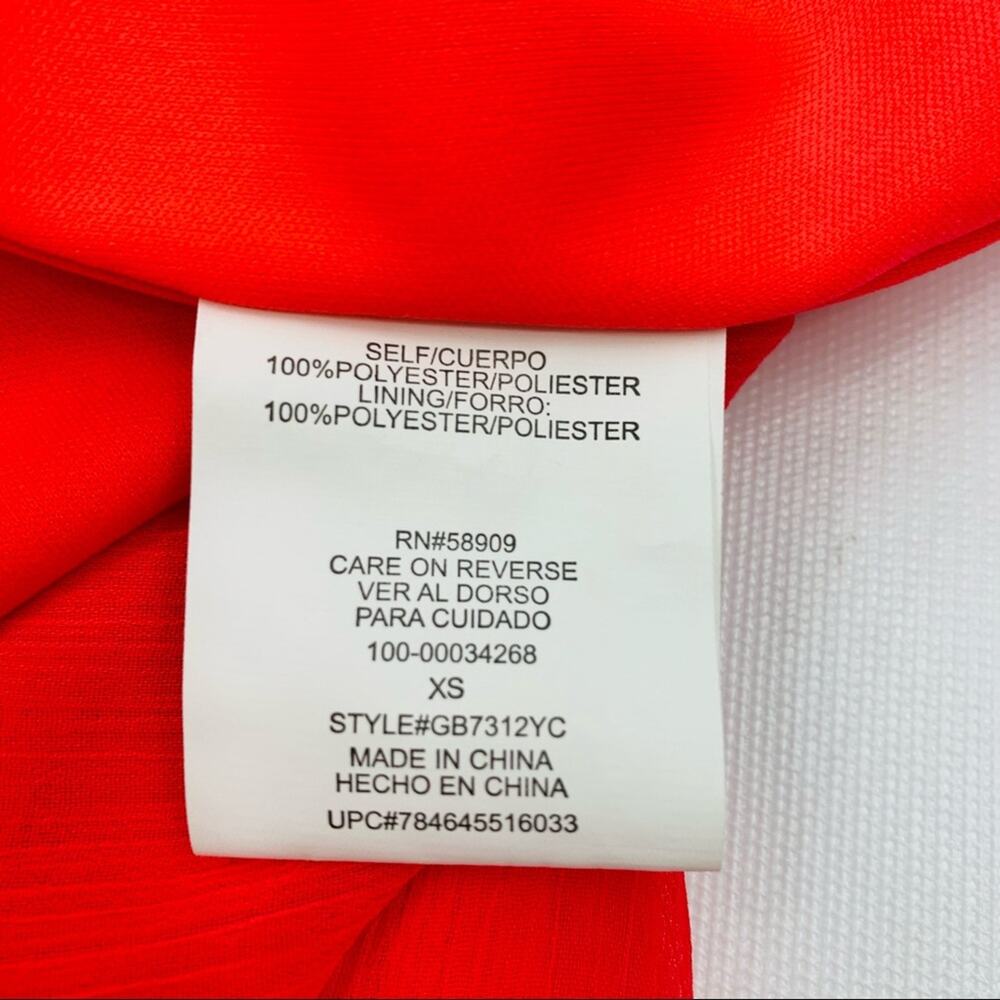 SELF/CUERPO
100%POLYESTER/POLIESTER
LINING/FORRO:
100%POLYESTER/POLIESTER
RN#58909
CARE ON REVERSE
VER AL DORSO
PARA CUIDADO
100-00034268
XS
STYLE#GB7312YC
MADE IN CHINA
HECHO EN CHINA
UPC#784645516033